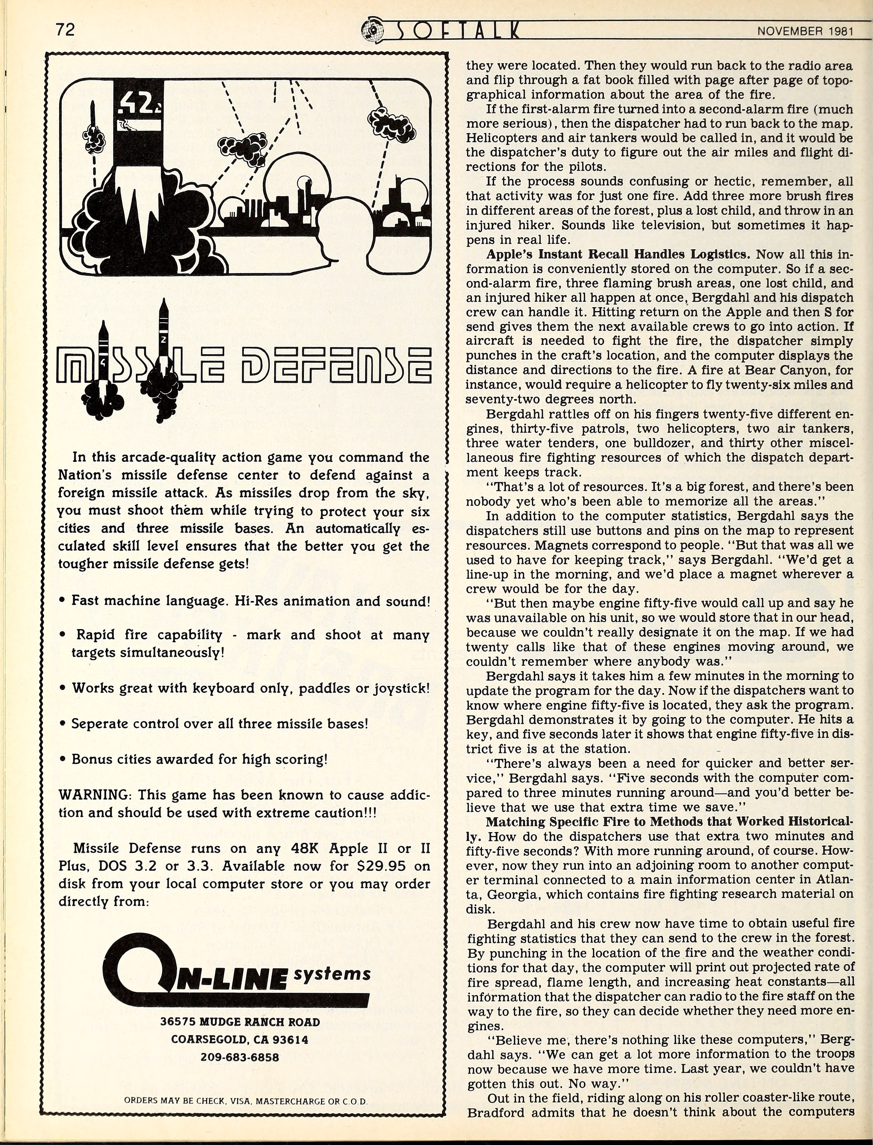 72
SOFTALK
NOVEMBER 1981
42
4
2
MISSILE DEFENSE
In this arcade-quality action game you command the
Nation's missile defense center to defend against a
foreign missile attack. As missiles drop from the sky,
you must shoot them while trying to protect your six
cities and three missile bases. An automatically es-
culated skill level ensures that the better you get the
tougher missile defense gets!
• Fast machine language. Hi-Res animation and sound!
• Rapid fire capability - mark and shoot at many
targets simultaneously!
• Works great with keyboard only, paddles or joystick!
• Seperate control over all three missile bases!
• Bonus cities awarded for high scoring!
WARNING: This game has been known to cause addic-
tion and should be used with extreme caution!!!
Missile Defense runs on any 48K Apple II or II
Plus, DOS 3.2 or 3.3. Available now for $29.95 on
disk from your local computer store or you may order
directly from:
ON-LINE systems
36575 MUDGE RANCH ROAD
COARSEGOLD, CA 93614
209-683-6858
ORDERS MAY BE CHECK, VISA, MASTERCHARGE OR C.O.D.
they were located. Then they would run back to the radio area
and flip through a fat book filled with page after page of topo-
graphical information about the area of the fire.
If the first-alarm fire turned into a second-alarm fire (much
more serious), then the dispatcher had to run back to the map.
Helicopters and air tankers would be called in, and it would be
the dispatcher's duty to figure out the air miles and flight di-
rections for the pilots.
If the process sounds confusing or hectic, remember, all
that activity was for just one fire. Add three more brush fires
in different areas of the forest, plus a lost child, and throw in an
injured hiker. Sounds like television, but sometimes it hap-
pens in real life.
Apple's Instant Recall Handles Logistics. Now all this in-
formation is conveniently stored on the computer. So if a sec-
ond-alarm fire, three flaming brush areas, one lost child, and
an injured hiker all happen at once, Bergdahl and his dispatch
crew can handle it. Hitting return on the Apple and then S for
send gives them the next available crews to go into action. If
aircraft is needed to fight the fire, the dispatcher simply
punches in the craft's location, and the computer displays the
distance and directions to the fire. A fire at Bear Canyon, for
instance, would require a helicopter to fly twenty-six miles and
seventy-two degrees north.
Bergdahl rattles off on his fingers twenty-five different en-
gines, thirty-five patrols, two helicopters, two air tankers,
three water tenders, one bulldozer, and thirty other miscel-
laneous fire fighting resources of which the dispatch depart-
ment keeps track.
"That's a lot of resources. It's a big forest, and there's been
nobody yet who's been able to memorize all the areas."
In addition to the computer statistics, Bergdahl says the
dispatchers still use buttons and pins on the map to represent
resources. Magnets correspond to people. "But that was all we
used to have for keeping track," says Bergdahl. "We'd get a
line-up in the morning, and we'd place a magnet wherever a
crew would be for the day.
"But then maybe engine fifty-five would call up and say he
was unavailable on his unit, so we would store that in our head,
because we couldn't really designate it on the map. If we had
twenty calls like that of these engines moving around, we
couldn't remember where anybody was."
Bergdahl says it takes him a few minutes in the morning to
update the program for the day. Now if the dispatchers want to
know where engine fifty-five is located, they ask the program.
Bergdahl demonstrates it by going to the computer. He hits a
key, and five seconds later it shows that engine fifty-five in dis-
trict five is at the station.
"There's always been a need for quicker and better ser-
vice," Bergdahl says. "Five seconds with the computer com-
pared to three minutes running around—and you'd better be-
lieve that we use that extra time we save."
Matching Specific Fire to Methods that Worked Historical-
ly. How do the dispatchers use that extra two minutes and
fifty-five seconds? With more running around, of course. How-
ever, now they run into an adjoining room to another comput-
er terminal connected to a main information center in Atlan-
ta, Georgia, which contains fire fighting research material on
disk.
Bergdahl and his crew now have time to obtain useful fire
fighting statistics that they can send to the crew in the forest.
By punching in the location of the fire and the weather condi-
tions for that day, the computer will print out projected rate of
fire spread, flame length, and increasing heat constants—all
information that the dispatcher can radio to the fire staff on the
way to the fire, so they can decide whether they need more en-
gines.
"Believe me, there's nothing like these computers," Berg-
dahl says. "We can get a lot more information to the troops
now because we have more time. Last year, we couldn't have
gotten this out. No way."
Out in the field, riding along on his roller coaster-like route,
Bradford admits that he doesn't think about the computers